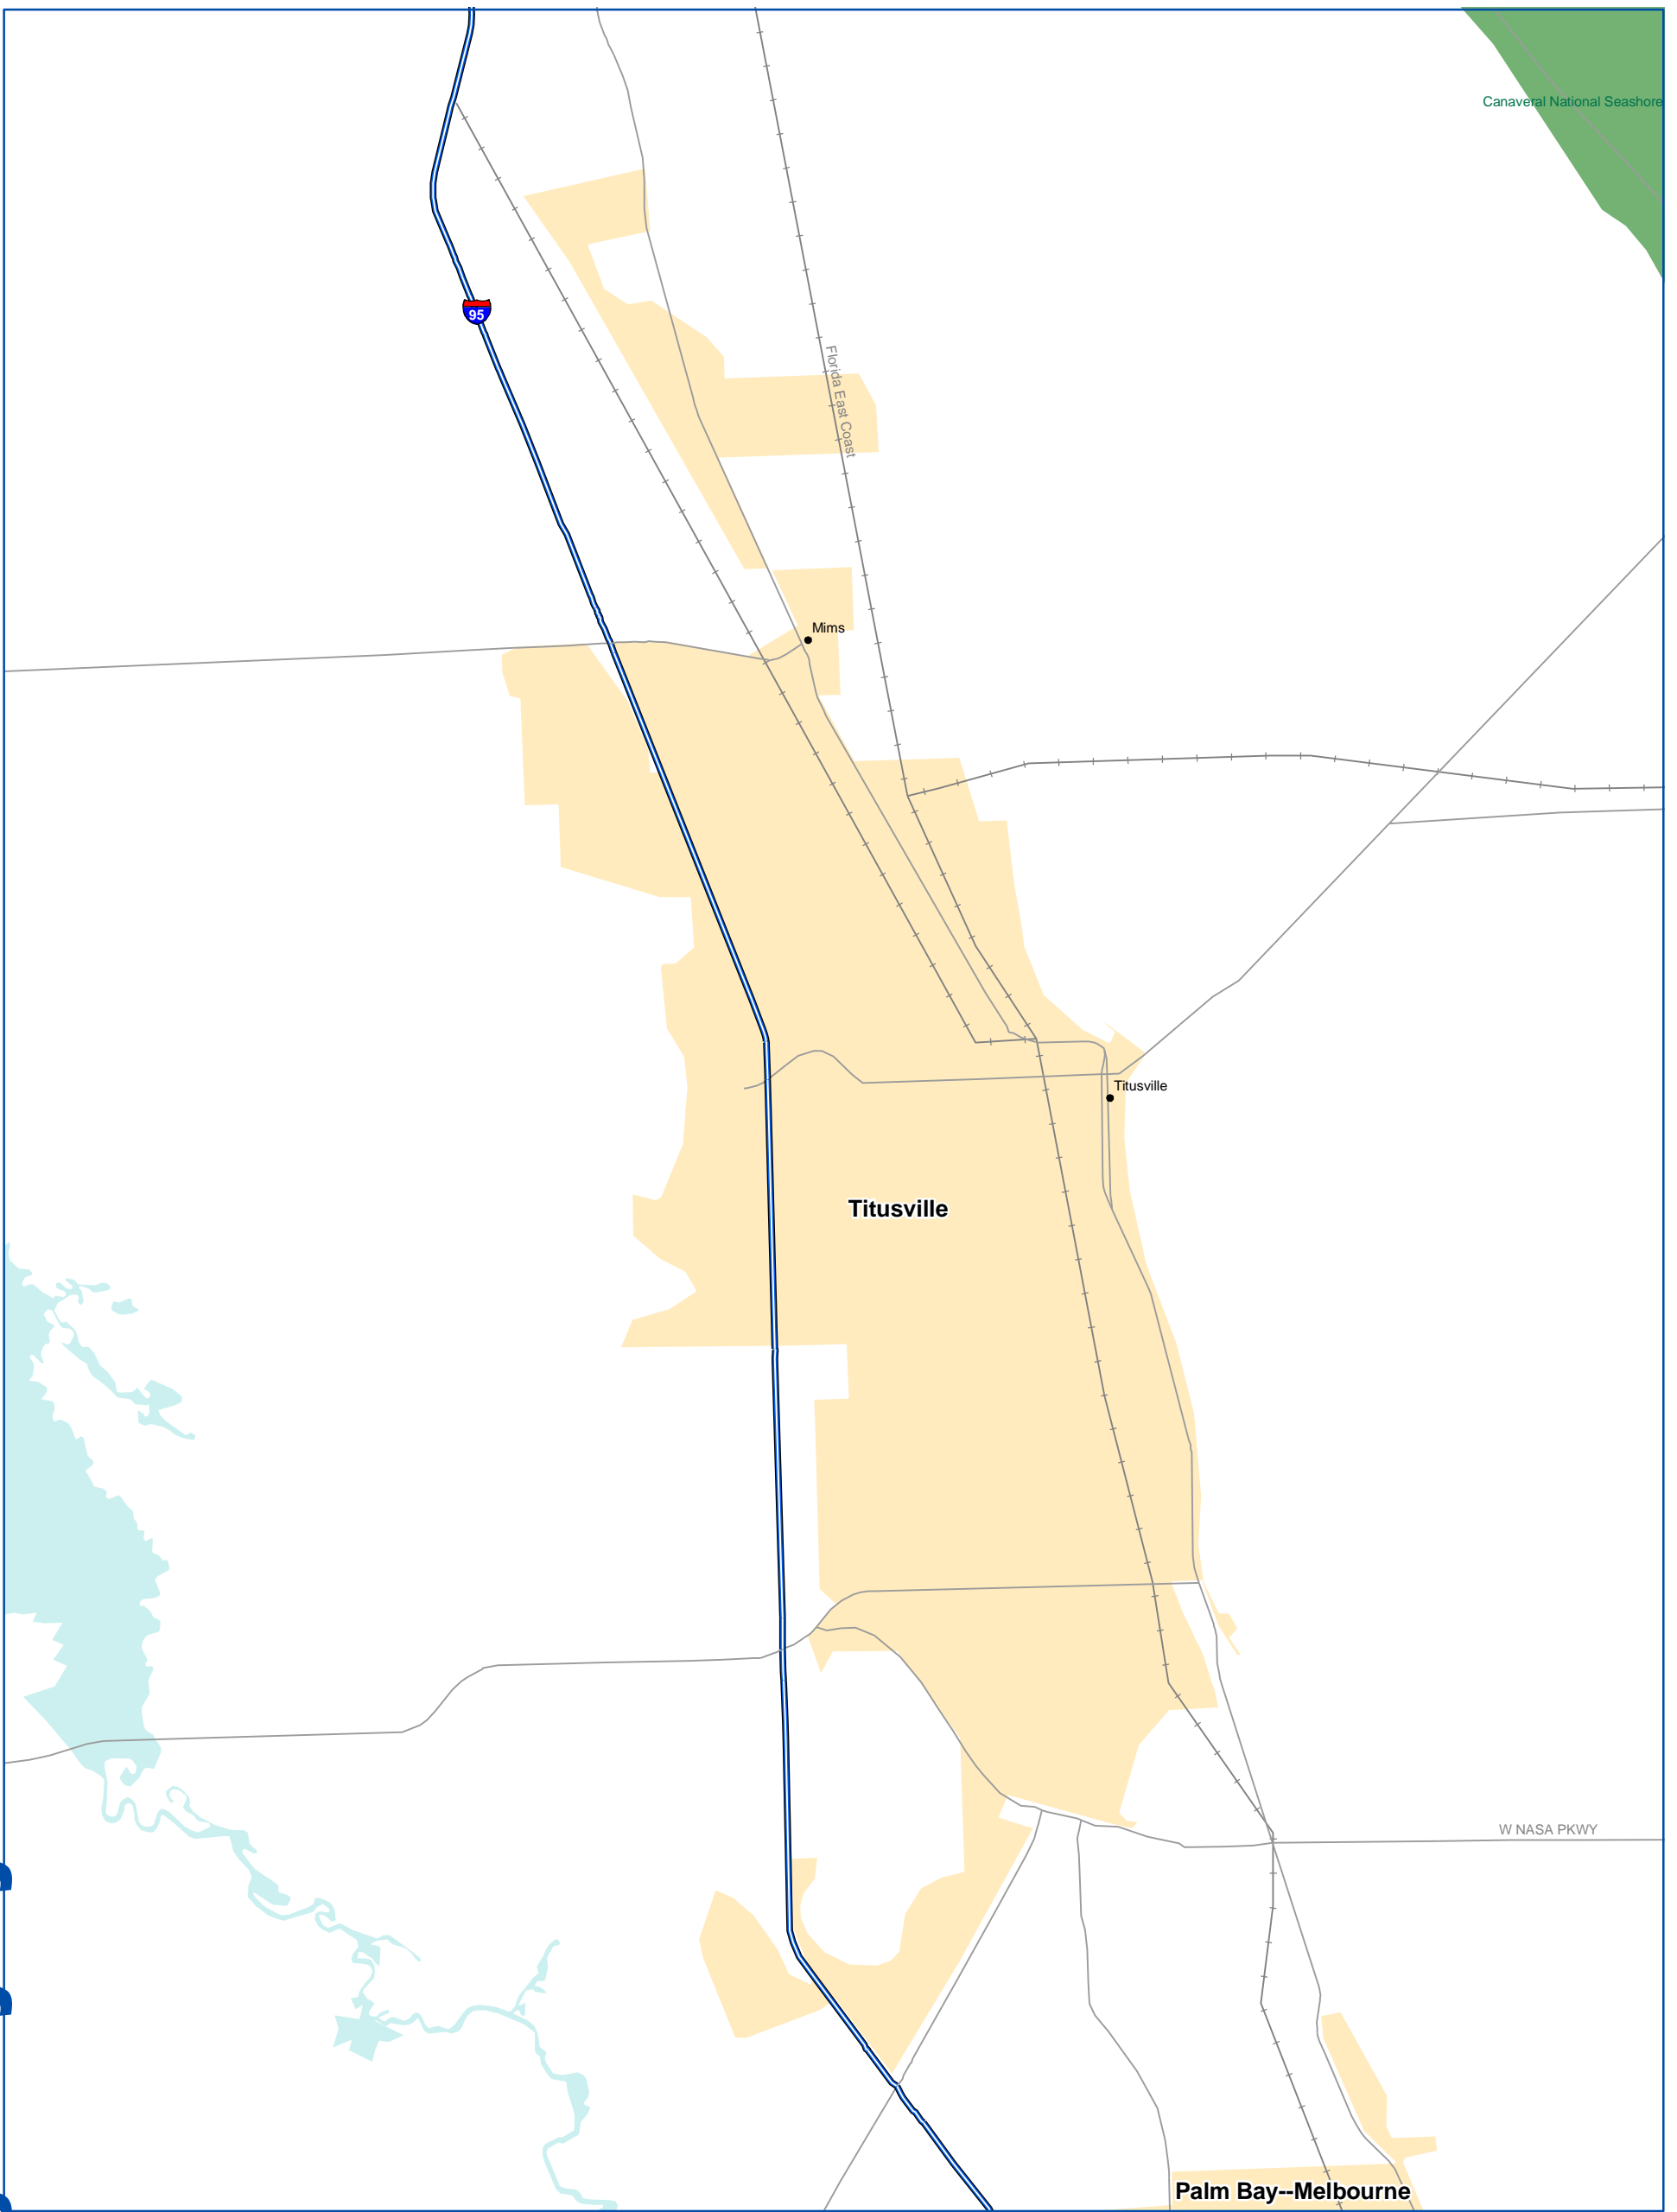 Canaveral National Seashore
95
Florida East Coast
Mims
Titusville
Titusville
W NASA PKWY
Palm Bay--Melbourne